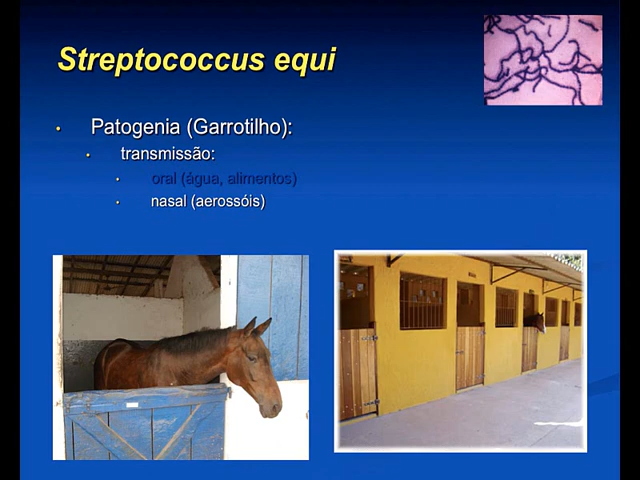 Streptococcus equi
Patogenia (Garrotilho):
transmissão:
oral (água, alimentos)
nasal (aerossóis)